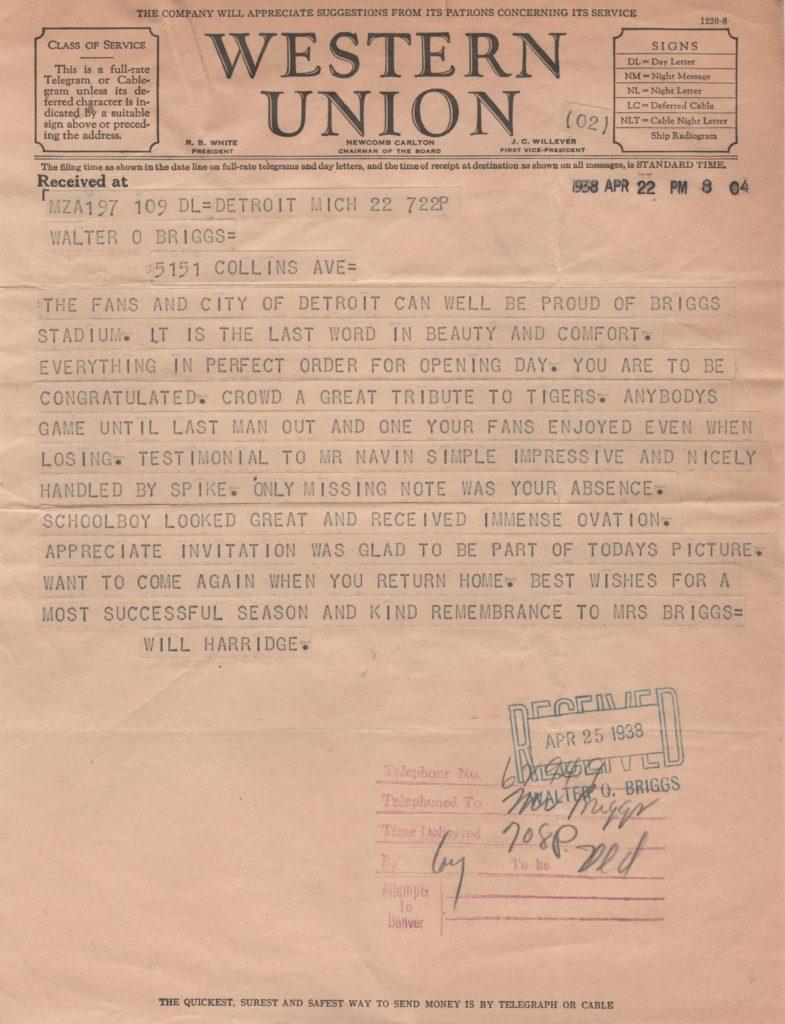 THE COMPANY WILL APPRECIATE SUGGESTIONS FROM ITS PATRONS CONCERNING ITS SERVICE
1220-S
CLASS OF SERVICE
This is a full-rate
Telegram or Cable-
gram unless its de-
ferred character is in-
dicated by a suitable
sign above or preced-
ing the address.
WESTERN
UNION
(02)
R. B. WHITE
PRESIDENT
NEWCOMB CARLTON
CHAIRMAN OF THE BOARD
J. C. WILLEVER
FIRST VICE-PRESIDENT
SIGNS
DL = Day Letter
NM = Night Message
NL = Night Letter
LC = Deferred Cable
NLT = Cable Night Letter
Ship Radiogram
The filing time as shown in the date line on full-rate telegrams and day letters, and the time of receipt at destination as shown on all messages, is STANDARD TIME.
Received at
1938 APR 22 PM 8 04
MZA197 109 DL=DETROIT MICH 22 722P
WALTER O BRIGGS=
5151 COLLINS AVE=
:THE FANS AND CITY OF DETROIT CAN WELL BE PROUD OF BRIGGS
STADIUM. IT IS THE LAST WORD IN BEAUTY AND COMFORT.
EVERYTHING IN PERFECT ORDER FOR OPENING DAY. YOU ARE TO BE
CONGRATULATED. CROWD A GREAT TRIBUTE TO TIGERS. ANYBODYS
GAME UNTIL LAST MAN OUT AND ONE YOUR FANS ENJOYED EVEN WHEN
LOSING. TESTIMONIAL TO MR NAVIN SIMPLE IMPRESSIVE AND NICELY
HANDLED BY SPIKE. ONLY MISSING NOTE WAS YOUR ABSENCE.
SCHOOLBOY LOOKED GREAT AND RECEIVED IMMENSE OVATION.
APPRECIATE INVITATION WAS GLAD TO BE PART OF TODAYS PICTURE.
WANT TO COME AGAIN WHEN YOU RETURN HOME. BEST WISHES FOR A
MOST SUCCESSFUL SEASON AND KIND REMEMBRANCE TO MRS BRIGGS=
WILL HARRIDGE.
RECEIVED
APR 25 1938
RECEIVED
WALTER O. BRIGGS
Telephone No.
Telephoned To Briggs
Time Delivered 708P
By To be Dld
Attempts
to
Deliver
THE QUICKEST, SUREST AND SAFEST WAY TO SEND MONEY IS BY TELEGRAPH OR CABLE